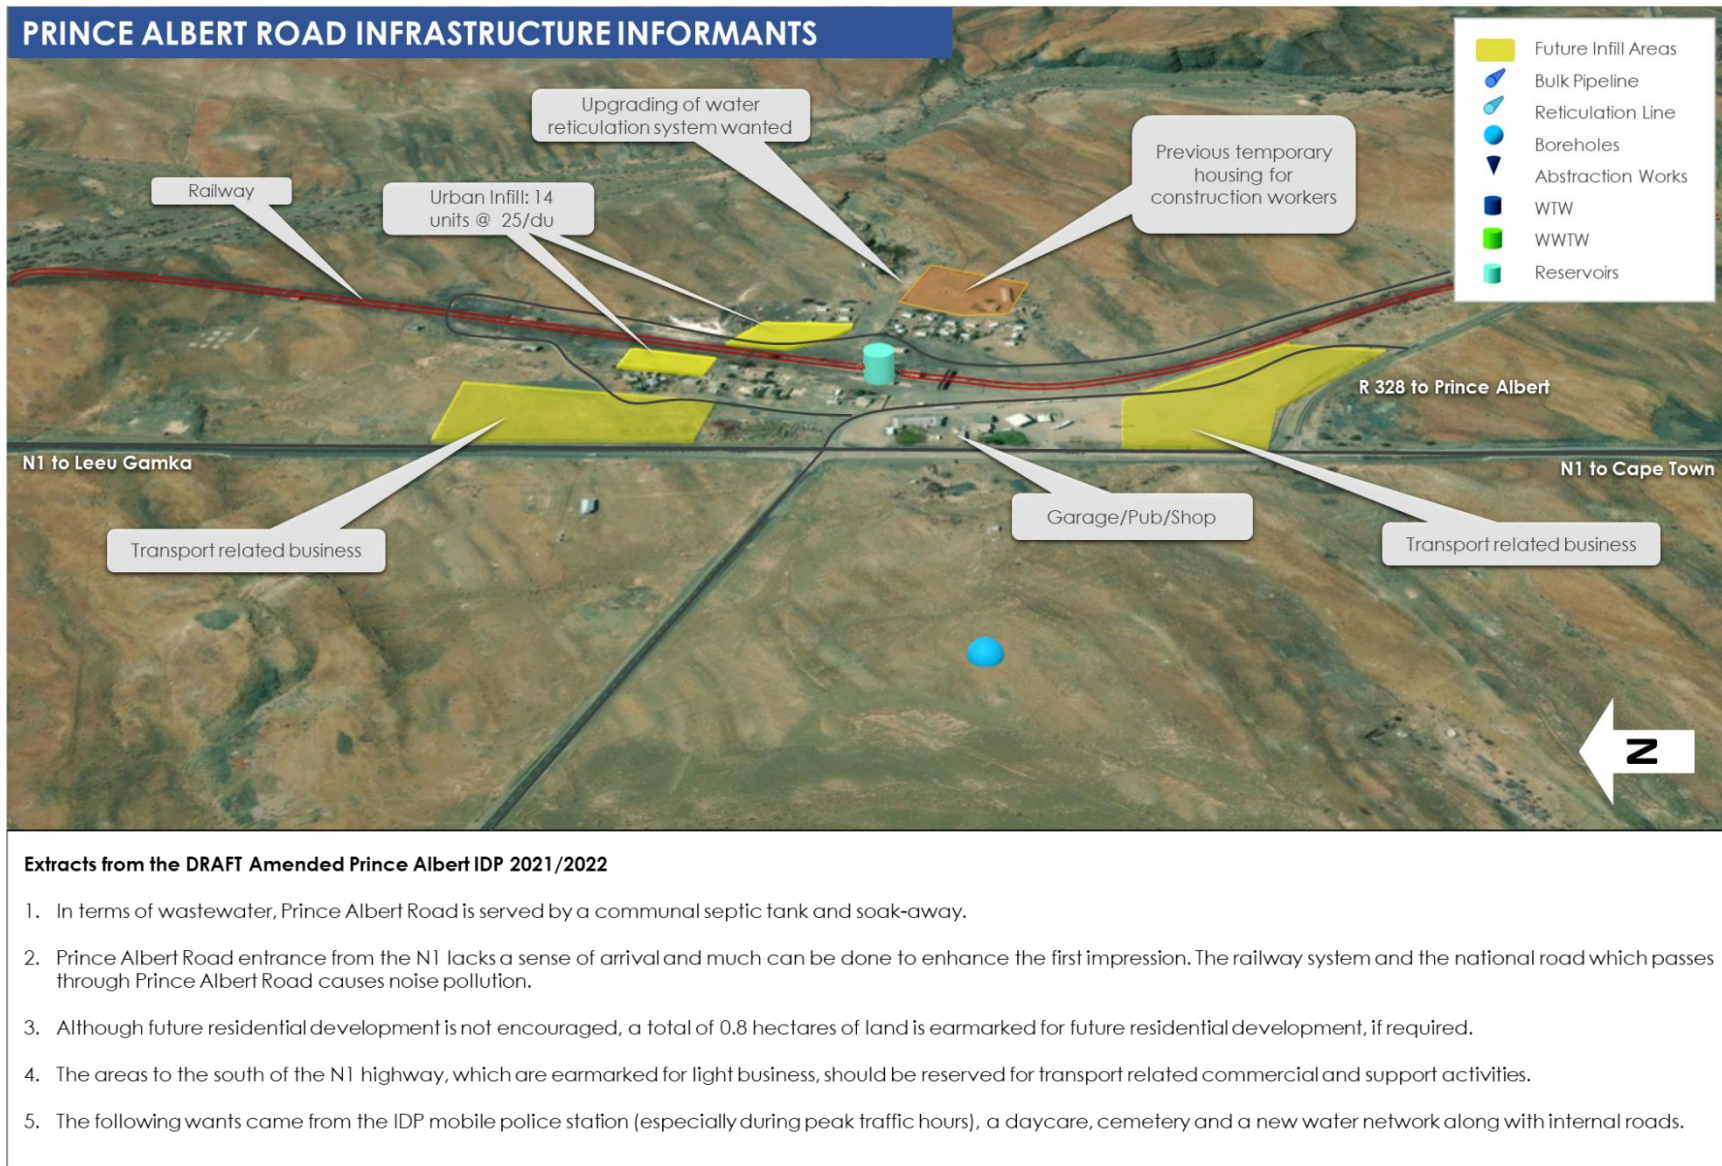 PRINCE ALBERT ROAD INFRASTRUCTURE INFORMANTS
Future Infill Areas
Bulk Pipeline
Reticulation Line
Boreholes
Abstraction Works
WTW
WWTW
Reservoirs
Upgrading of water
reticulation system wanted
Previous temporary
housing for
construction workers
Railway
Urban Infill: 14
units @ 25/du
R 328 to Prince Albert
N1 to Leeu Gamka
N1 to Cape Town
Garage/Pub/Shop
Transport related business
Transport related business
N
Extracts from the DRAFT Amended Prince Albert IDP 2021/2022
1. In terms of wastewater, Prince Albert Road is served by a communal septic tank and soak-away.
2. Prince Albert Road entrance from the N1 lacks a sense of arrival and much can be done to enhance the first impression. The railway system and the national road which passes
through Prince Albert Road causes noise pollution.
3. Although future residential development is not encouraged, a total of 0.8 hectares of land is earmarked for future residential development, if required.
4. The areas to the south of the N1 highway, which are earmarked for light business, should be reserved for transport related commercial and support activities.
5. The following wants came from the IDP mobile police station (especially during peak traffic hours), a daycare, cemetery and a new water network along with internal roads.